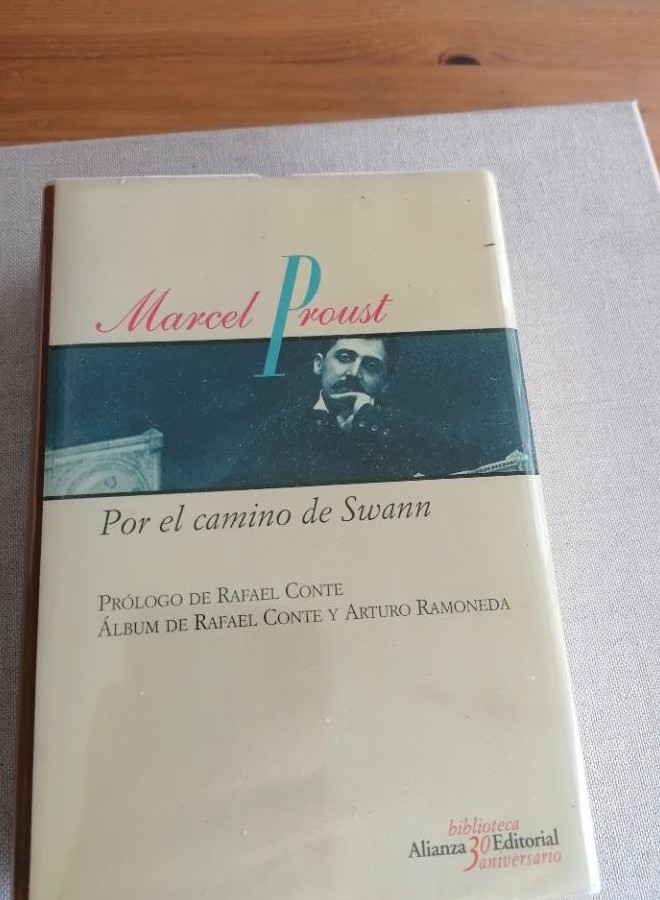 Marcel Proust
Por el camino de Swann
PRÓLOGO DE RAFAEL CONTE
ÁLBUM DE RAFAEL CONTE Y ARTURO RAMONEDA
biblioteca
Alianza 30 Editorial
aniversario